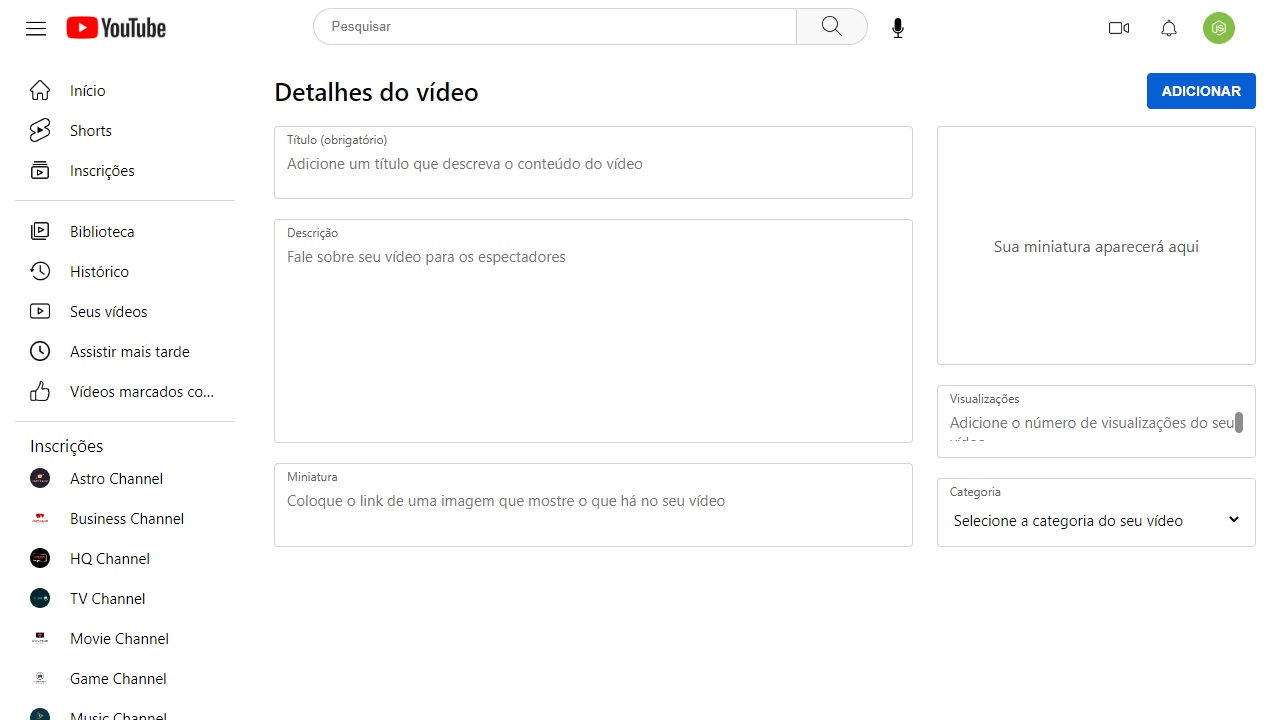 YouTube
Pesquisar
Início
Shorts
Inscrições
Biblioteca
Histórico
Seus vídeos
Assistir mais tarde
Vídeos marcados co...
Inscrições
Astro Channel
Business Channel
HQ Channel
TV Channel
Movie Channel
Game Channel
Music Channel
Detalhes do vídeo
ADICIONAR
Título (obrigatório)
Adicione um título que descreva o conteúdo do vídeo
Descrição
Fale sobre seu vídeo para os espectadores
Miniatura
Coloque o link de uma imagem que mostre o que há no seu vídeo
Sua miniatura aparecerá aqui
Visualizações
Adicione o número de visualizações do seu
vídeo
Categoria
Selecione a categoria do seu vídeo